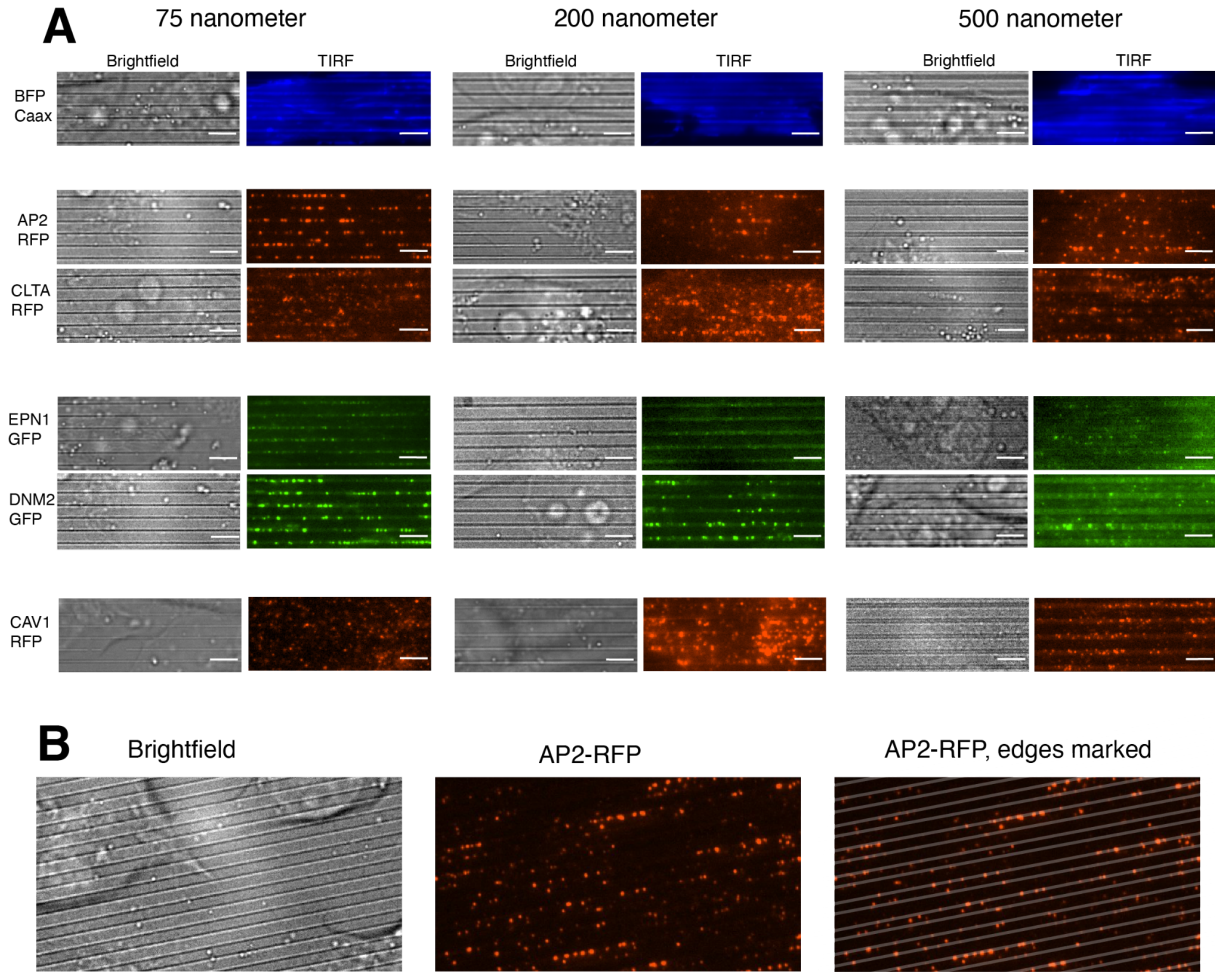 A
75 nanometer
200 nanometer
500 nanometer
Brightfield
TIRF
Brightfield
TIRF
Brightfield
TIRF
BFP
Caax
AP2
RFP
CLTA
RFP
EPN1
GFP
DNM2
GFP
CAV1
RFP
B
Brightfield
AP2-RFP
AP2-RFP, edges marked